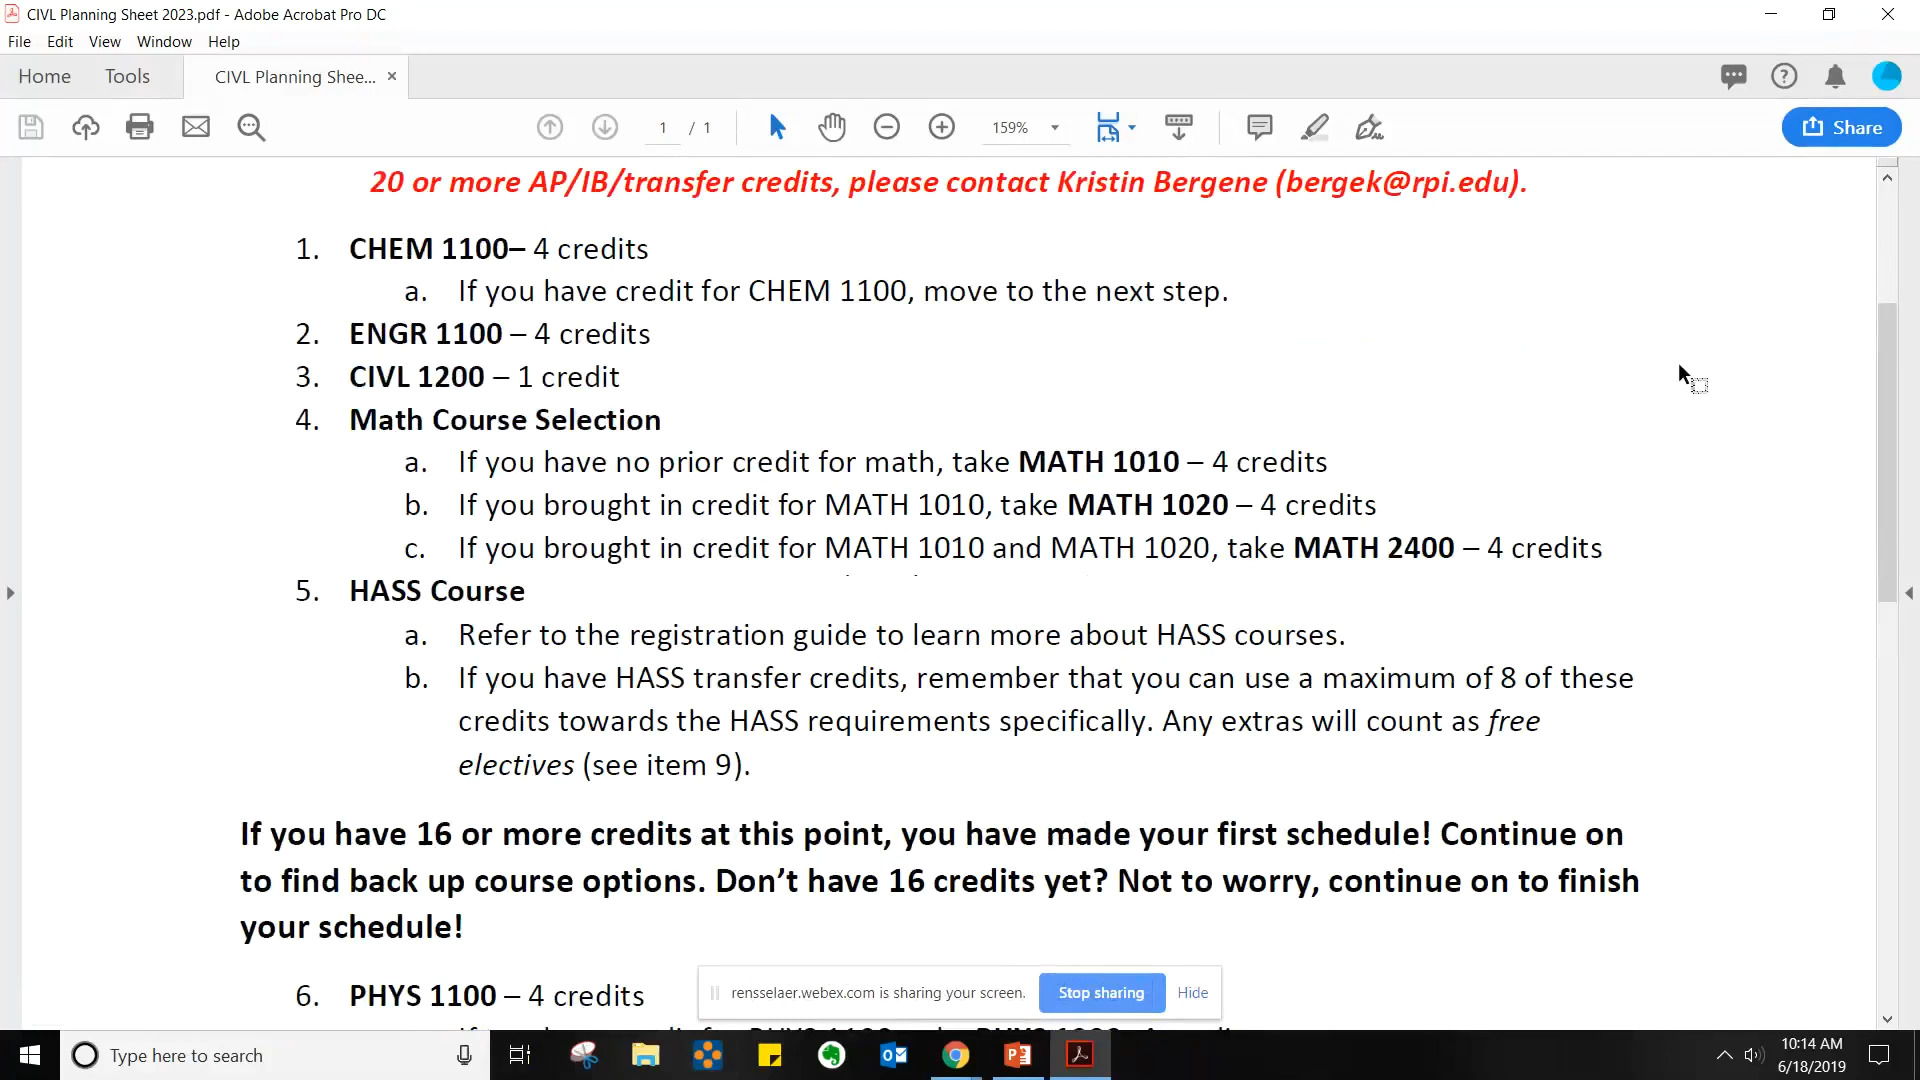 CIVL Planning Sheet 2023.pdf - Adobe Acrobat Pro DC
File Edit View Window Help
Home Tools CIVL Planning Shee... ×
1 / 1 159% Share
20 or more AP/IB/transfer credits, please contact Kristin Bergene (bergek@rpi.edu).
1. CHEM 1100– 4 credits
a. If you have credit for CHEM 1100, move to the next step.
2. ENGR 1100 – 4 credits
3. CIVL 1200 – 1 credit
4. Math Course Selection
a. If you have no prior credit for math, take MATH 1010 – 4 credits
b. If you brought in credit for MATH 1010, take MATH 1020 – 4 credits
c. If you brought in credit for MATH 1010 and MATH 1020, take MATH 2400 – 4 credits
5. HASS Course
a. Refer to the registration guide to learn more about HASS courses.
b. If you have HASS transfer credits, remember that you can use a maximum of 8 of these
credits towards the HASS requirements specifically. Any extras will count as free
electives (see item 9).
If you have 16 or more credits at this point, you have made your first schedule! Continue on
to find back up course options. Don't have 16 credits yet? Not to worry, continue on to finish
your schedule!
6. PHYS 1100 – 4 credits
rensselaer.webex.com is sharing your screen. Stop sharing Hide
Type here to search
10:14 AM
6/18/2019